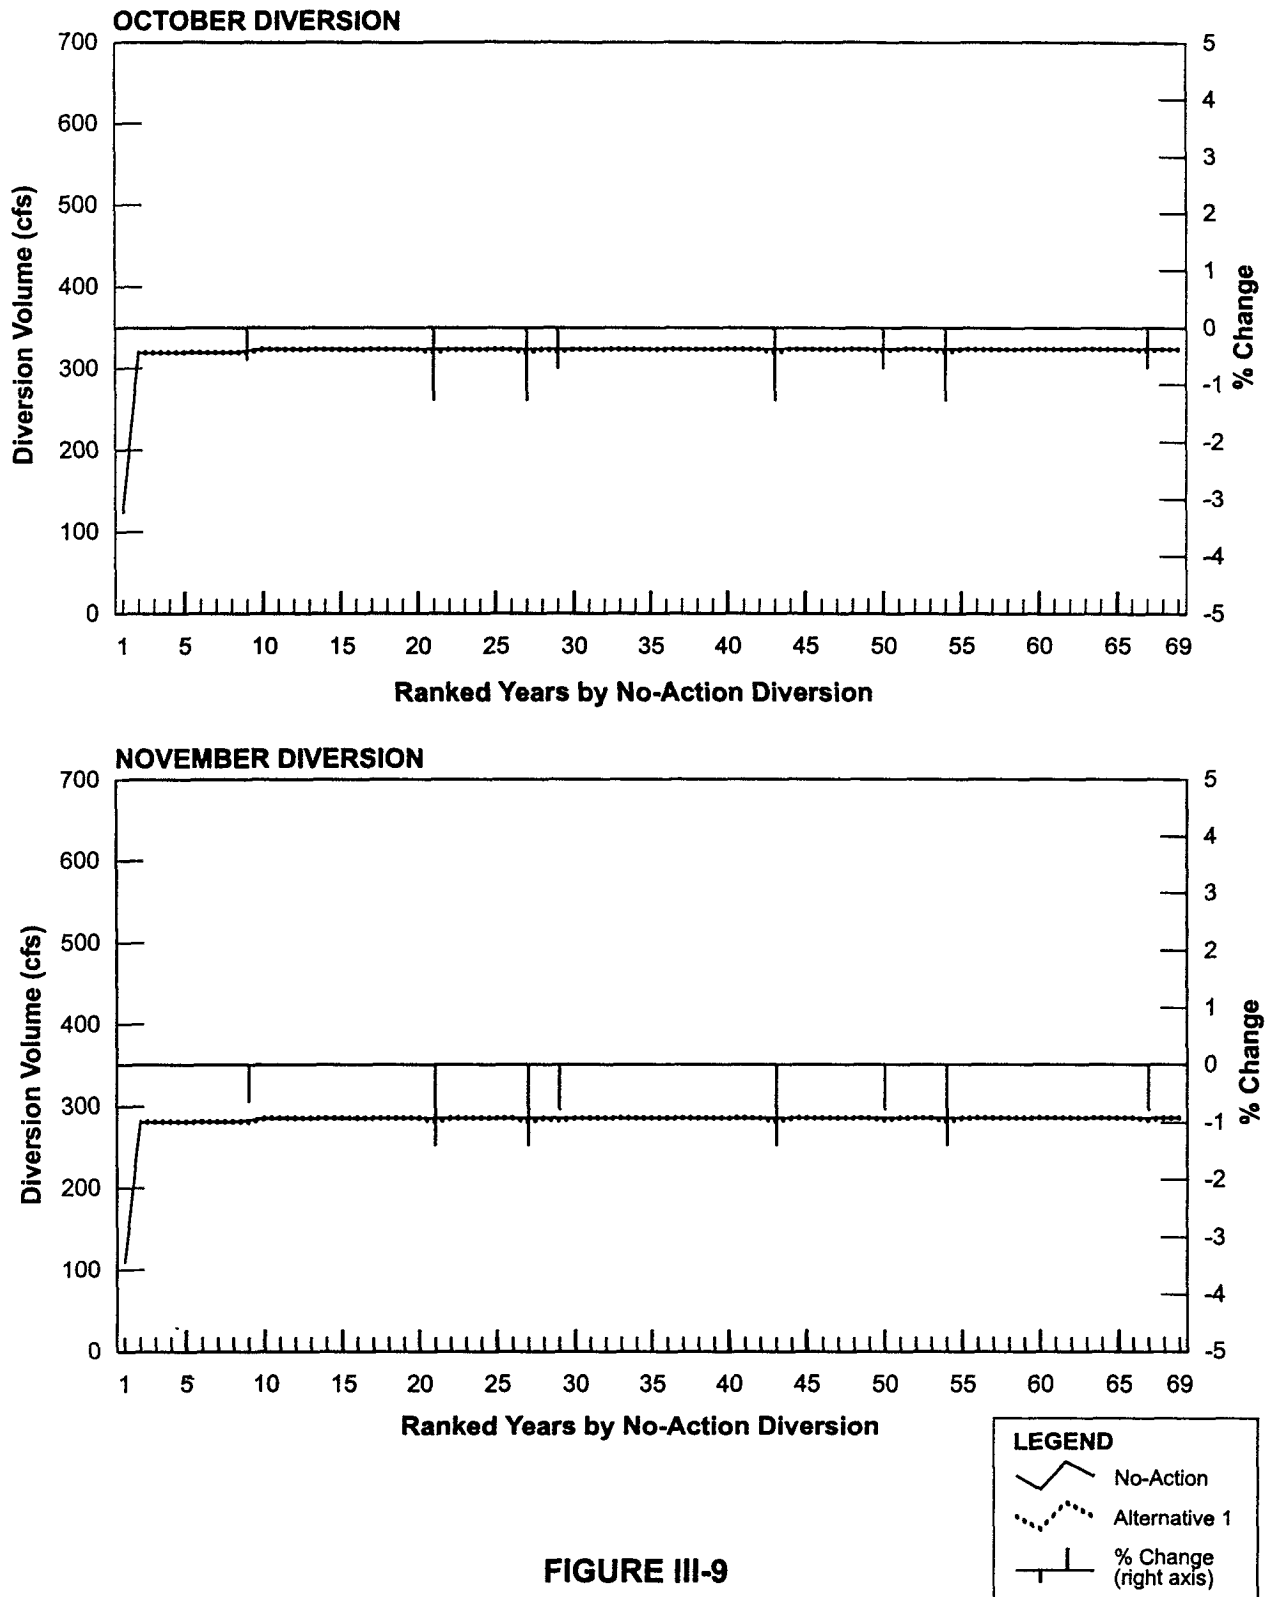 OCTOBER DIVERSION
700
600
500
400
300
200
100
0
Diversion Volume (cfs)
5
4
3
2
1
0
-1
-2
-3
-4
-5
% Change
1 5 10 15 20 25 30 35 40 45 50 55 60 65 69
Ranked Years by No-Action Diversion
NOVEMBER DIVERSION
700
600
500
400
300
200
100
0
Diversion Volume (cfs)
5
4
3
2
1
0
-1
-2
-3
-4
-5
% Change
1 5 10 15 20 25 30 35 40 45 50 55 60 65 69
Ranked Years by No-Action Diversion
LEGEND
No-Action
Alternative 1
% Change
(right axis)
FIGURE III-9